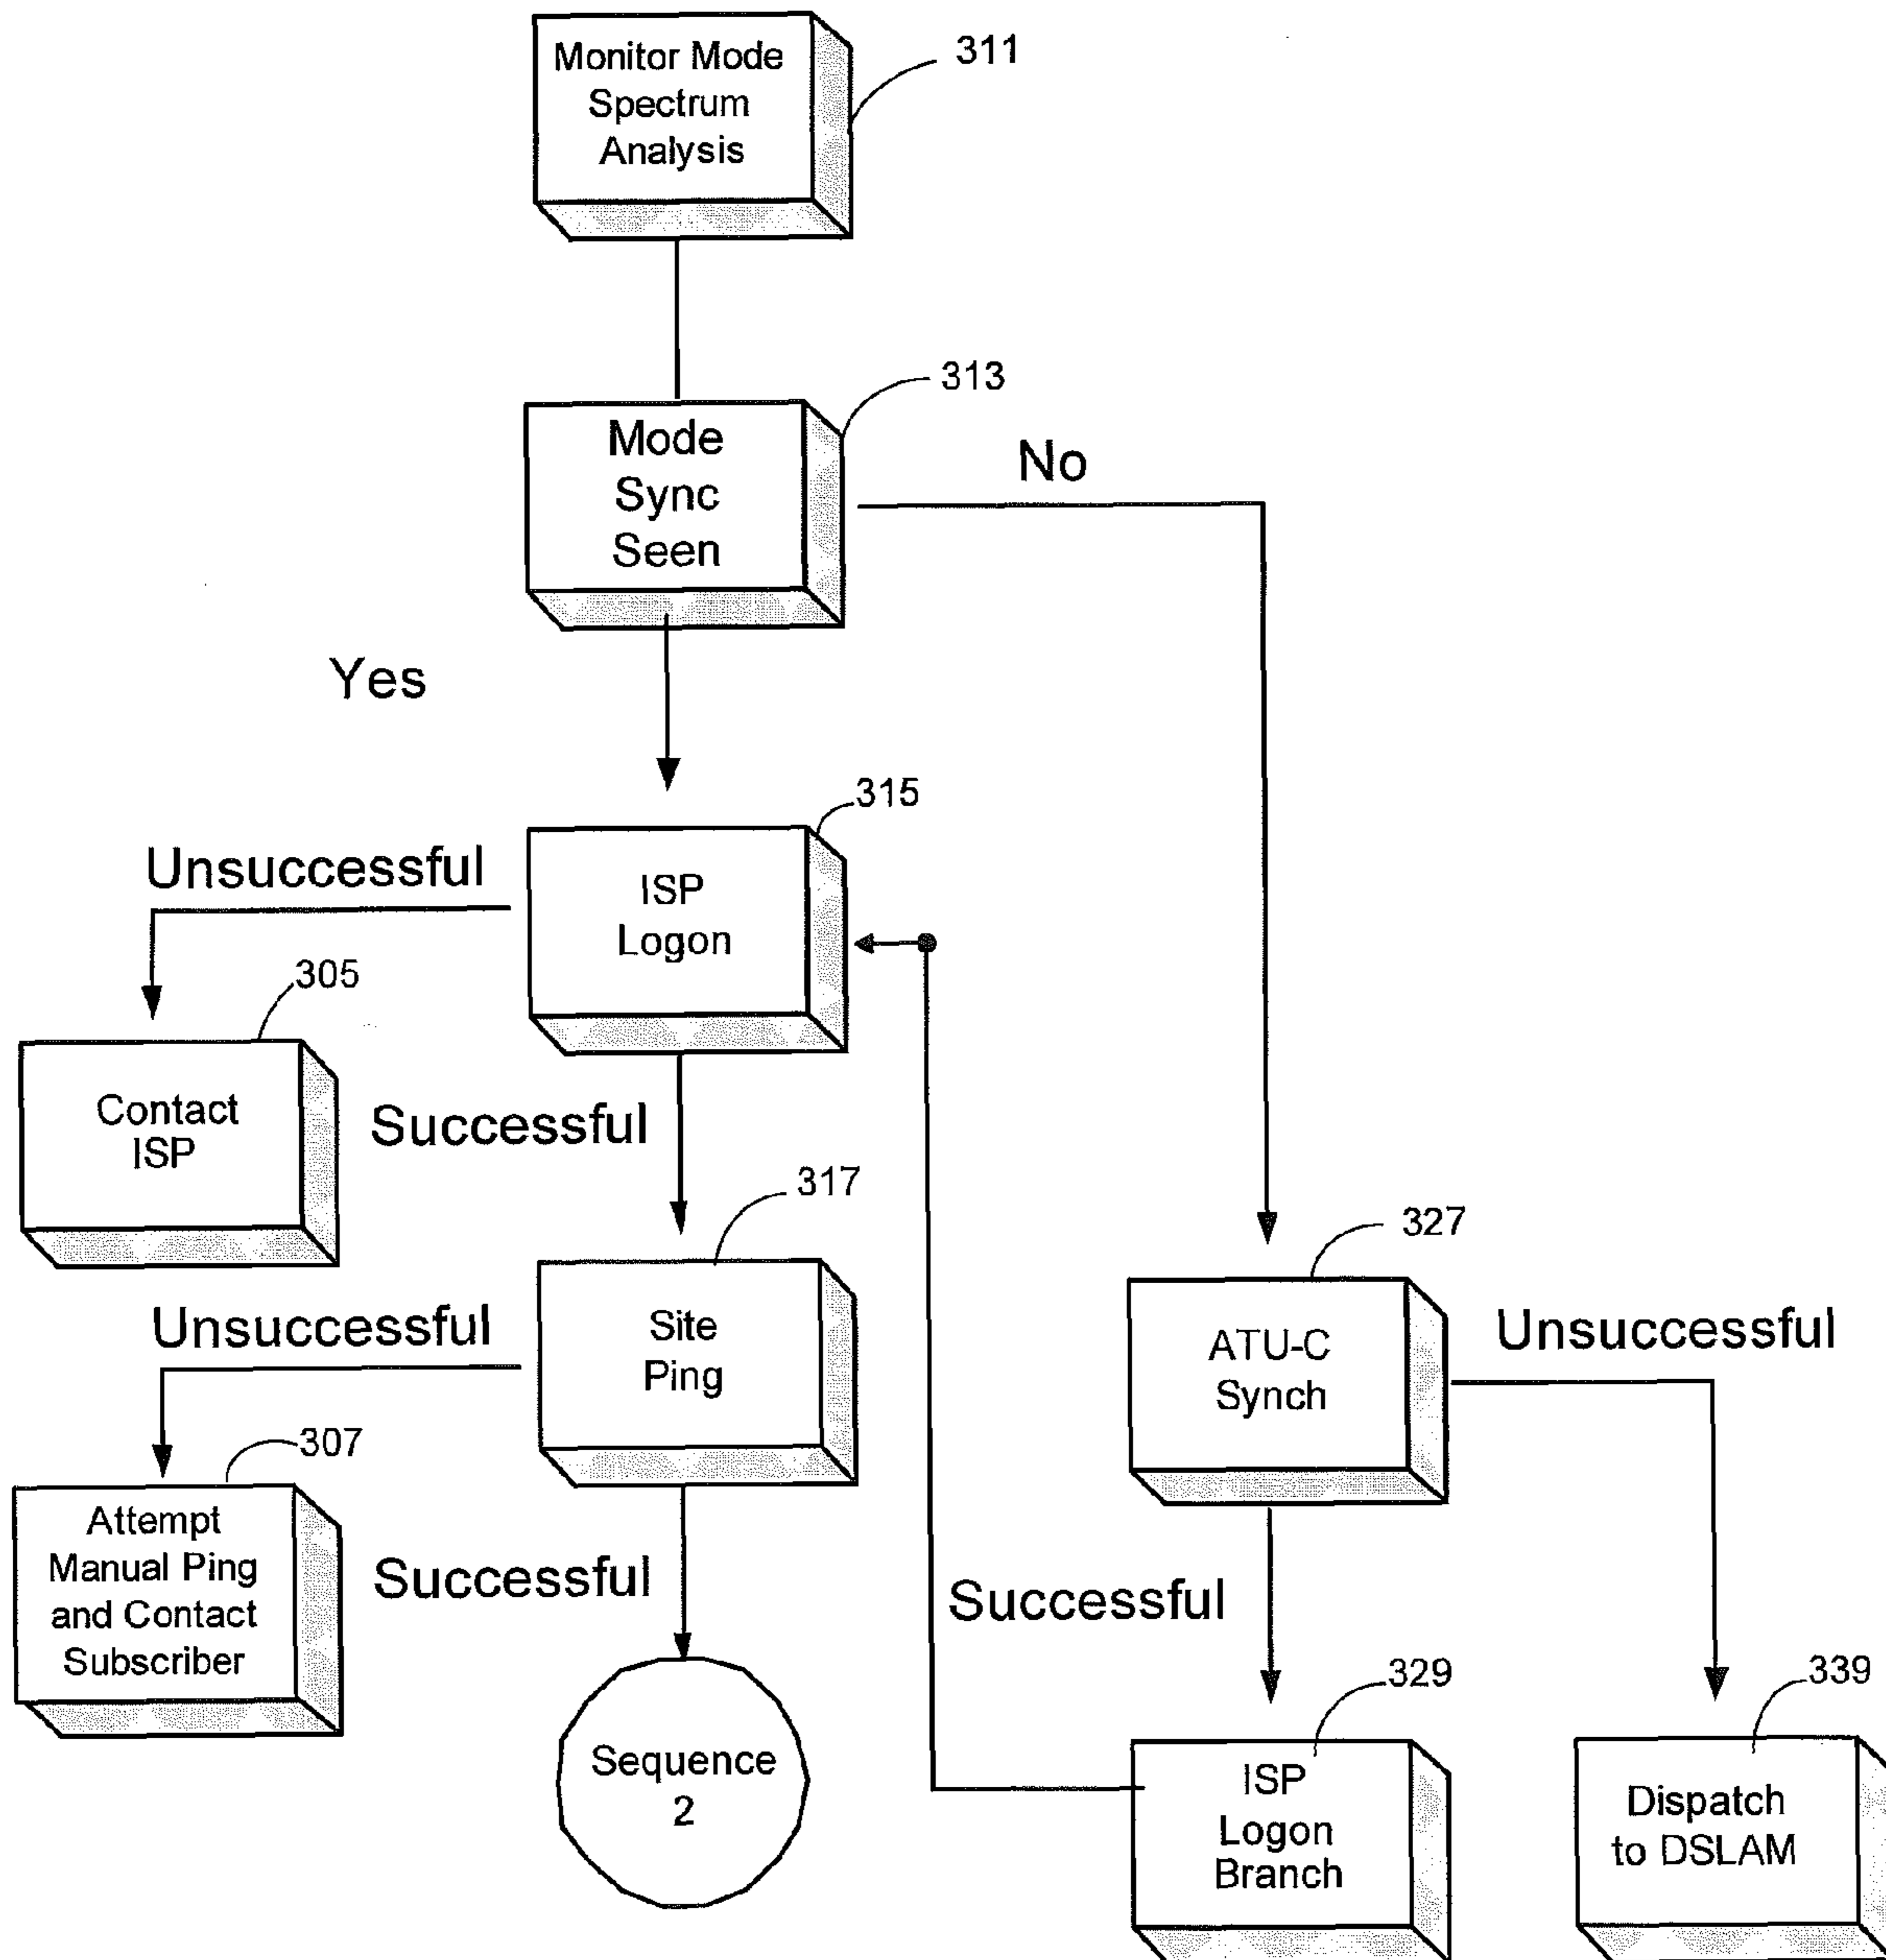 Monitor Mode
Spectrum
Analysis
311
Mode
Sync
Seen
313
No
Yes
ISP
Logon
315
Unsuccessful
Contact
ISP
305
Successful
Site
Ping
317
Unsuccessful
Attempt
Manual Ping
and Contact
Subscriber
307
Successful
Sequence
2
ATU-C
Synch
327
Unsuccessful
Successful
ISP
Logon
Branch
329
Dispatch
to DSLAM
339